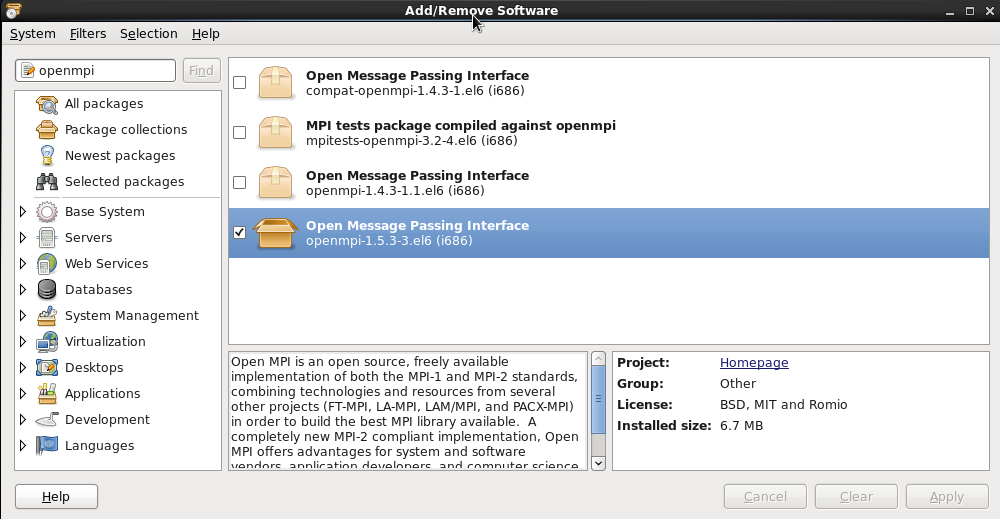 Add/Remove Software
System Filters Selection Help
openmpi Find
All packages
Package collections
Newest packages
Selected packages
Base System
Servers
Web Services
Databases
System Management
Virtualization
Desktops
Applications
Development
Languages
Open Message Passing Interface
compat-openmpi-1.4.3-1.el6 (i686)
MPI tests package compiled against openmpi
mpitests-openmpi-3.2-4.el6 (i686)
Open Message Passing Interface
openmpi-1.4.3-1.1.el6 (i686)
Open Message Passing Interface
openmpi-1.5.3-3.el6 (i686)
Open MPI is an open source, freely available
implementation of both the MPI-1 and MPI-2 standards,
combining technologies and resources from several
other projects (FT-MPI, LA-MPI, LAM/MPI, and PACX-MPI)
in order to build the best MPI library available. A
completely new MPI-2 compliant implementation, Open
MPI offers advantages for system and software
vendors, application developers, and computer science
Project: Homepage
Group: Other
License: BSD, MIT and Romio
Installed size: 6.7 MB
Help Cancel Clear Apply